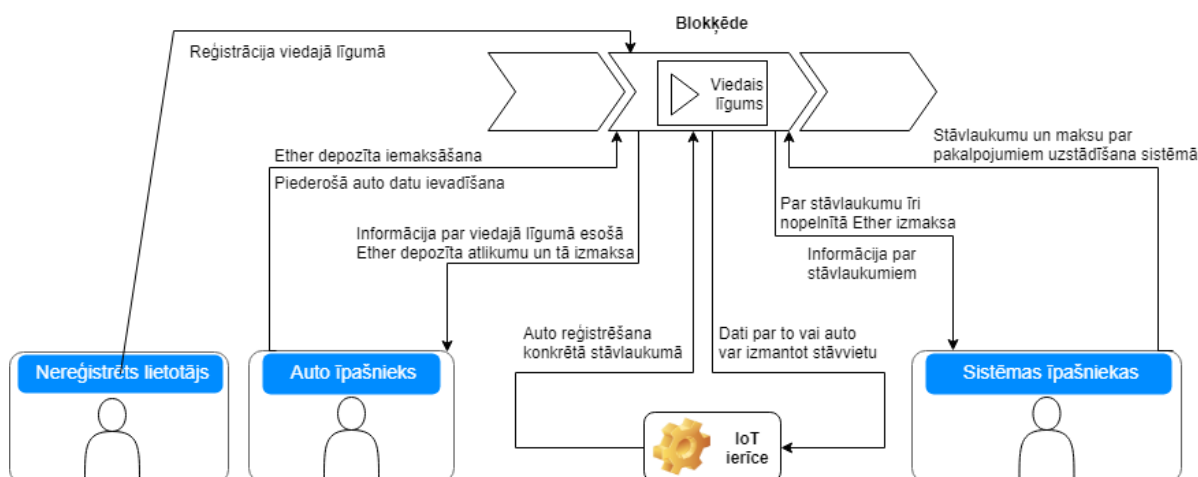 Blokķēde
Reģistrācija viedajā līgumā
Viedais
līgums
Ether depozīta iemaksāšana
Piederošā auto datu ievadīšana
Stāvlaukumu un maksu par
pakalpojumiem uzstādīšana sistēmā
Informācija par viedajā līgumā esošā
Ether depozīta atlikumu un tā izmaksa
Par stāvlaukumu īri
nopelnītā Ether izmaksa
Informācija par
stāvlaukumiem
Auto reģistrēšana
konkrētā stāvlaukumā
Dati par to vai auto
var izmantot stāvvietu
Nereģistrēts lietotājs
Auto īpašnieks
Sistēmas īpašniekas
IoT
ierīce